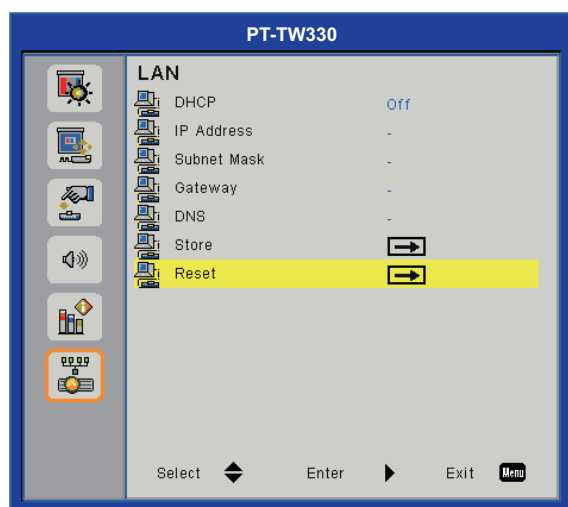 PT-TW330
LAN
DHCP Off
IP Address -
Subnet Mask -
Gateway -
DNS -
Store
Reset
Select Enter Exit Menu